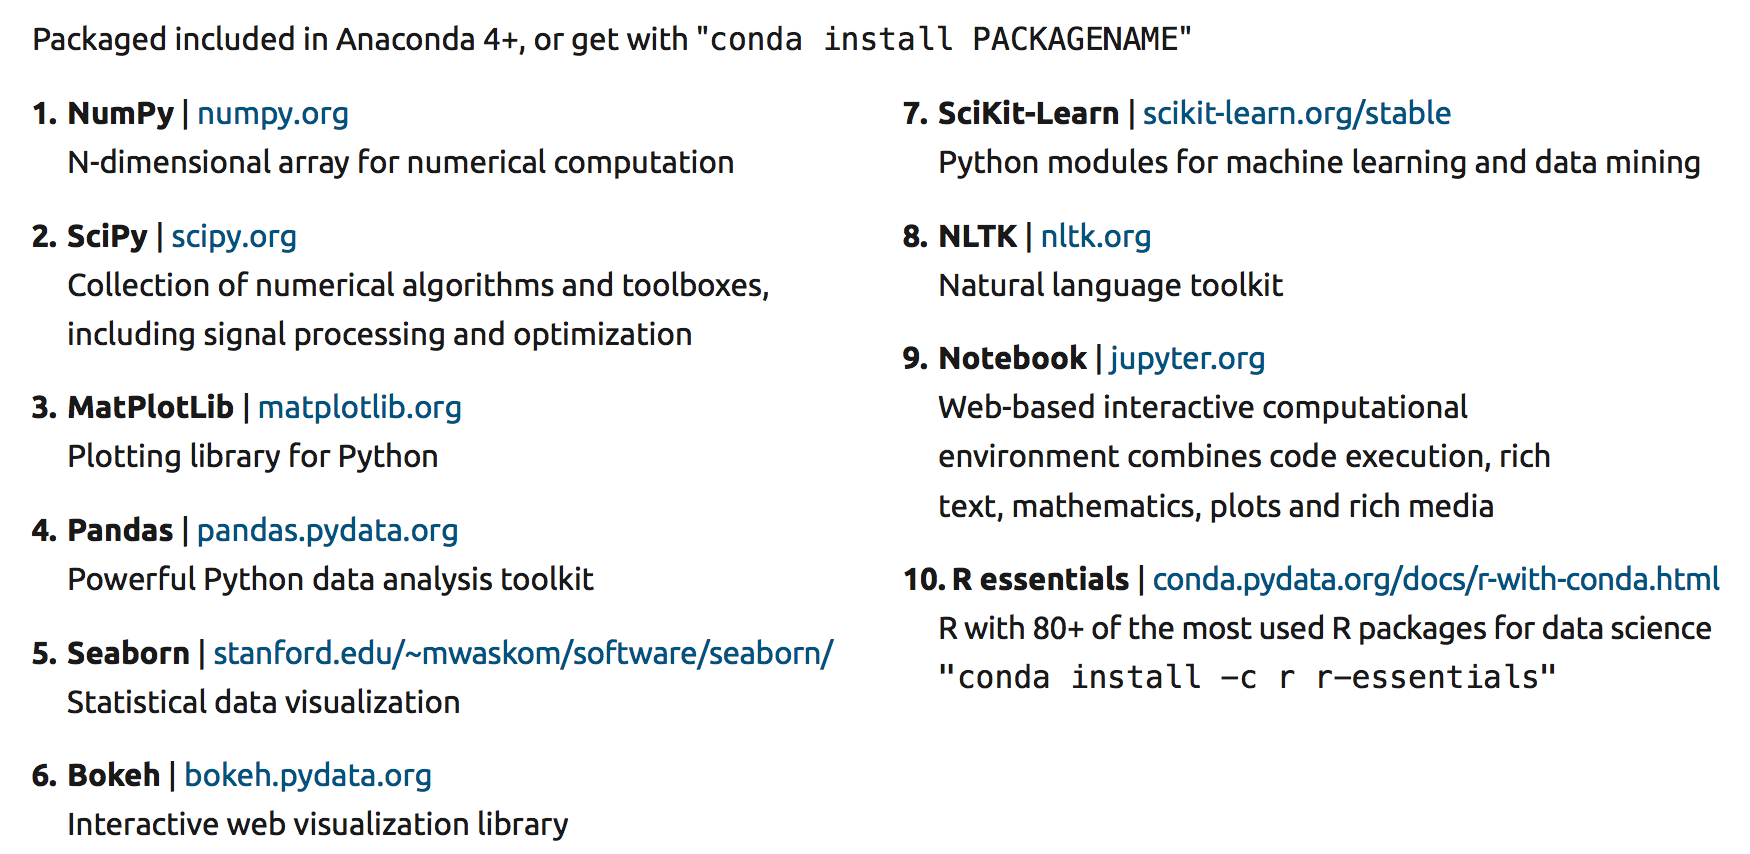 Packaged included in Anaconda 4+, or get with "conda install PACKAGENAME"
1. NumPy | numpy.org
N-dimensional array for numerical computation
2. SciPy | scipy.org
Collection of numerical algorithms and toolboxes,
including signal processing and optimization
3. MatPlotLib | matplotlib.org
Plotting library for Python
4. Pandas | pandas.pydata.org
Powerful Python data analysis toolkit
5. Seaborn | stanford.edu/~mwaskom/software/seaborn/
Statistical data visualization
6. Bokeh | bokeh.pydata.org
Interactive web visualization library
7. SciKit-Learn | scikit-learn.org/stable
Python modules for machine learning and data mining
8. NLTK | nltk.org
Natural language toolkit
9. Notebook | jupyter.org
Web-based interactive computational
environment combines code execution, rich
text, mathematics, plots and rich media
10. R essentials | conda.pydata.org/docs/r-with-conda.html
R with 80+ of the most used R packages for data science
"conda install -c r r-essentials"